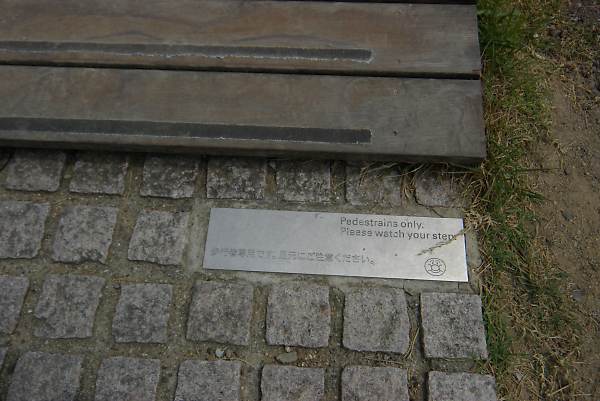 Pedestrains only.
Please watch your step.
歩行者専用です。足元にご注意ください。